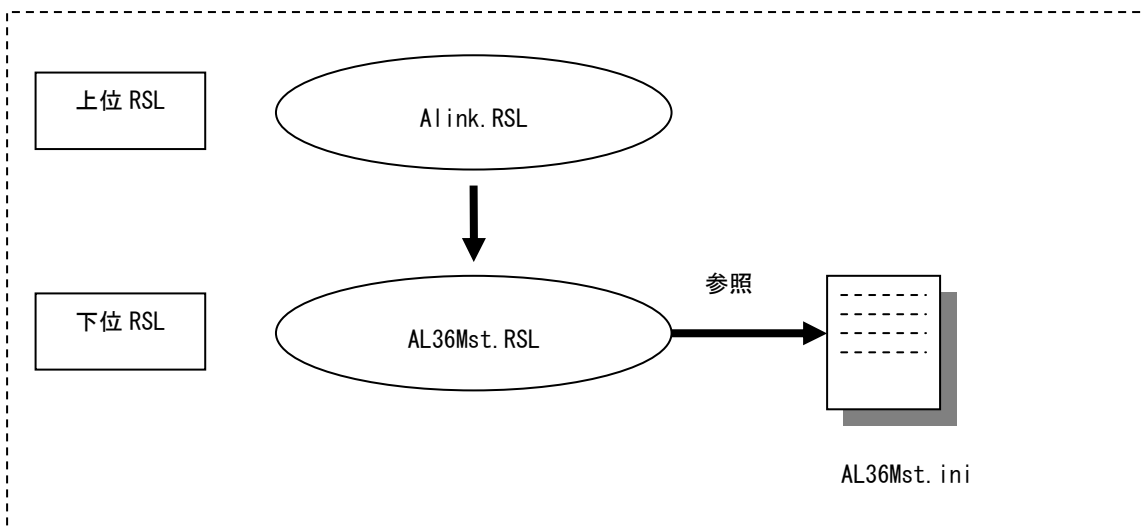 上位 RSL
Alink.RSL
参照
下位 RSL
AL36Mst.RSL
AL36Mst.ini